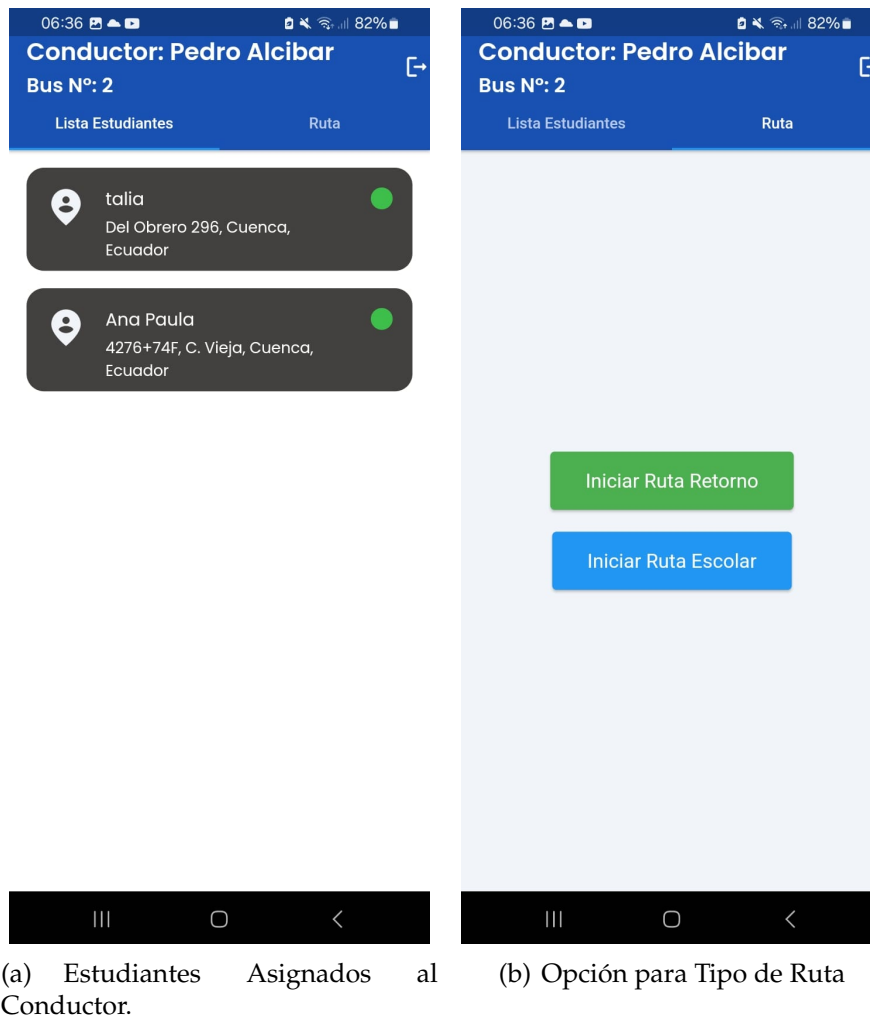 06:36 82%
Conductor: Pedro Alcibar
Bus Nº: 2
Lista Estudiantes Ruta
talia
Del Obrero 296, Cuenca,
Ecuador
Ana Paula
4276+74F, C. Vieja, Cuenca,
Ecuador
(a) Estudiantes Asignados al
Conductor.
06:36 82%
Conductor: Pedro Alcibar
Bus Nº: 2
Lista Estudiantes Ruta
Iniciar Ruta Retorno
Iniciar Ruta Escolar
(b) Opción para Tipo de Ruta